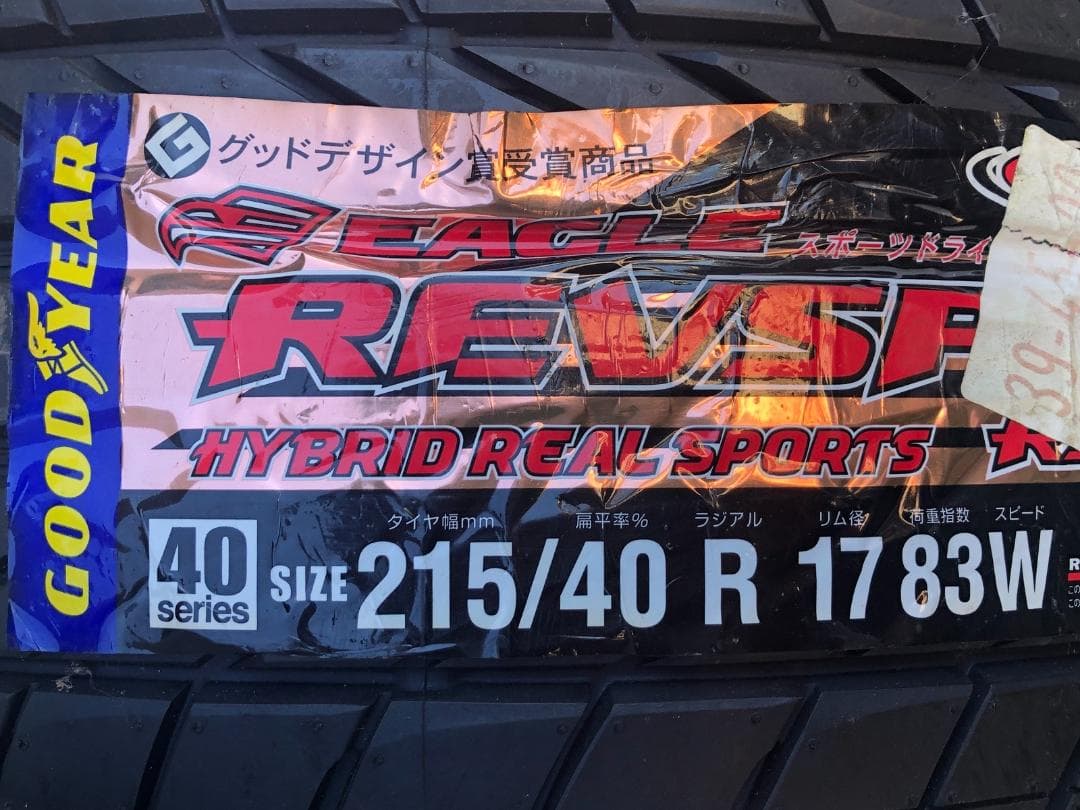 GOODYEAR
G グッドデザイン賞受賞商品
EAGLE スポーツドライ
REVSP
HYBRID REAL SPORTS
タイヤ幅mm 扁平率% ラジアル リム径 荷重指数 スピード
40 series SIZE 215/40 R 17 83W